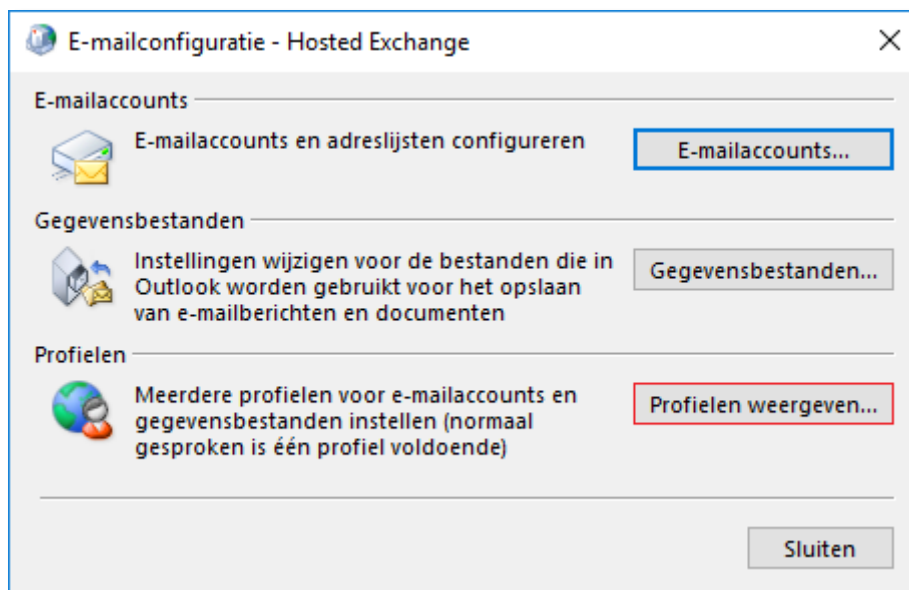 E-mailconfiguratie - Hosted Exchange
E-mailaccounts
E-mailaccounts en adreslijsten configureren
E-mailaccounts...
Gegevensbestanden
Instellingen wijzigen voor de bestanden die in
Outlook worden gebruikt voor het opslaan
van e-mailberichten en documenten
Gegevensbestanden...
Profielen
Meerdere profielen voor e-mailaccounts en
gegevensbestanden instellen (normaal
gesproken is één profiel voldoende)
Profielen weergeven...
Sluiten